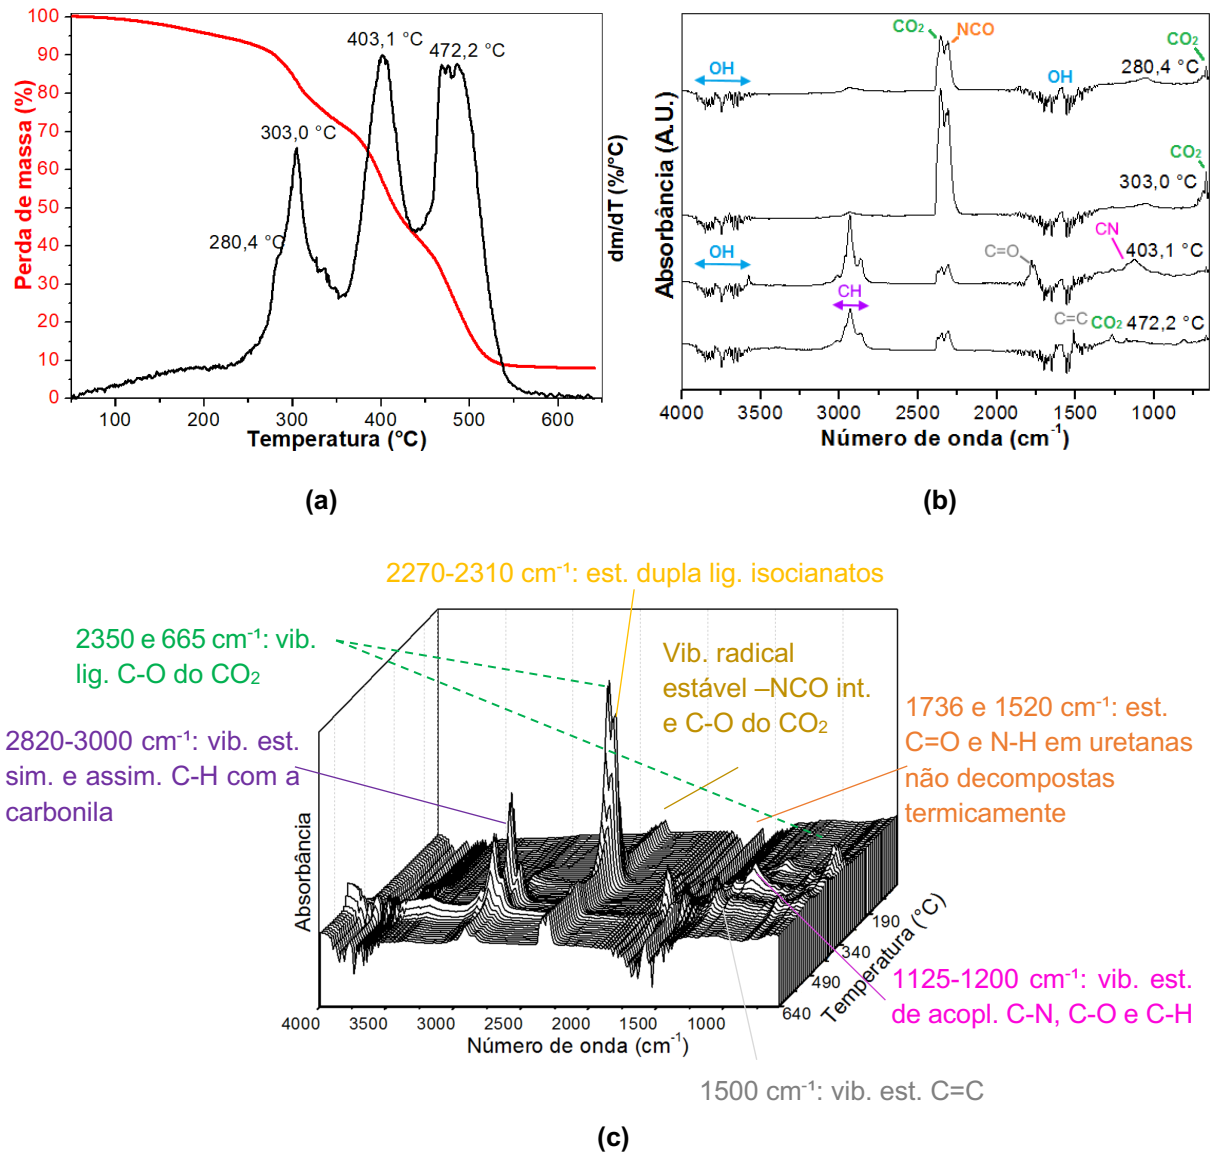 100
90
80
70
60
50
40
30
20
10
0
Perda de massa (%)
403,1 °C
472,2 °C
303,0 °C
280,4 °C
dm/dT (%/°C)
100 200 300 400 500 600
Temperatura (°C)
(a)
CO₂
NCO
CO₂
OH
OH
280,4 °C
CO₂
303,0 °C
OH
C=O
CN
403,1 °C
CH
C=C
CO₂
472,2 °C
Absorbância (A.U.)
4000 3500 3000 2500 2000 1500 1000
Número de onda (cm⁻¹)
(b)
2270-2310 cm⁻¹: est. dupla lig. isocianatos
2350 e 665 cm⁻¹: vib.
lig. C-O do CO₂
Vib. radical
estável –NCO int.
e C-O do CO₂
2820-3000 cm⁻¹: vib. est.
sim. e assim. C-H com a
carbonila
1736 e 1520 cm⁻¹: est.
C=O e N-H em uretanas
não decompostas
termicamente
Absorbância
190
340
490
640
Temperatura (°C)
1125-1200 cm⁻¹: vib. est.
de acopl. C-N, C-O e C-H
4000 3500 3000 2500 2000 1500 1000
Número de onda (cm⁻¹)
1500 cm⁻¹: vib. est. C=C
(c)